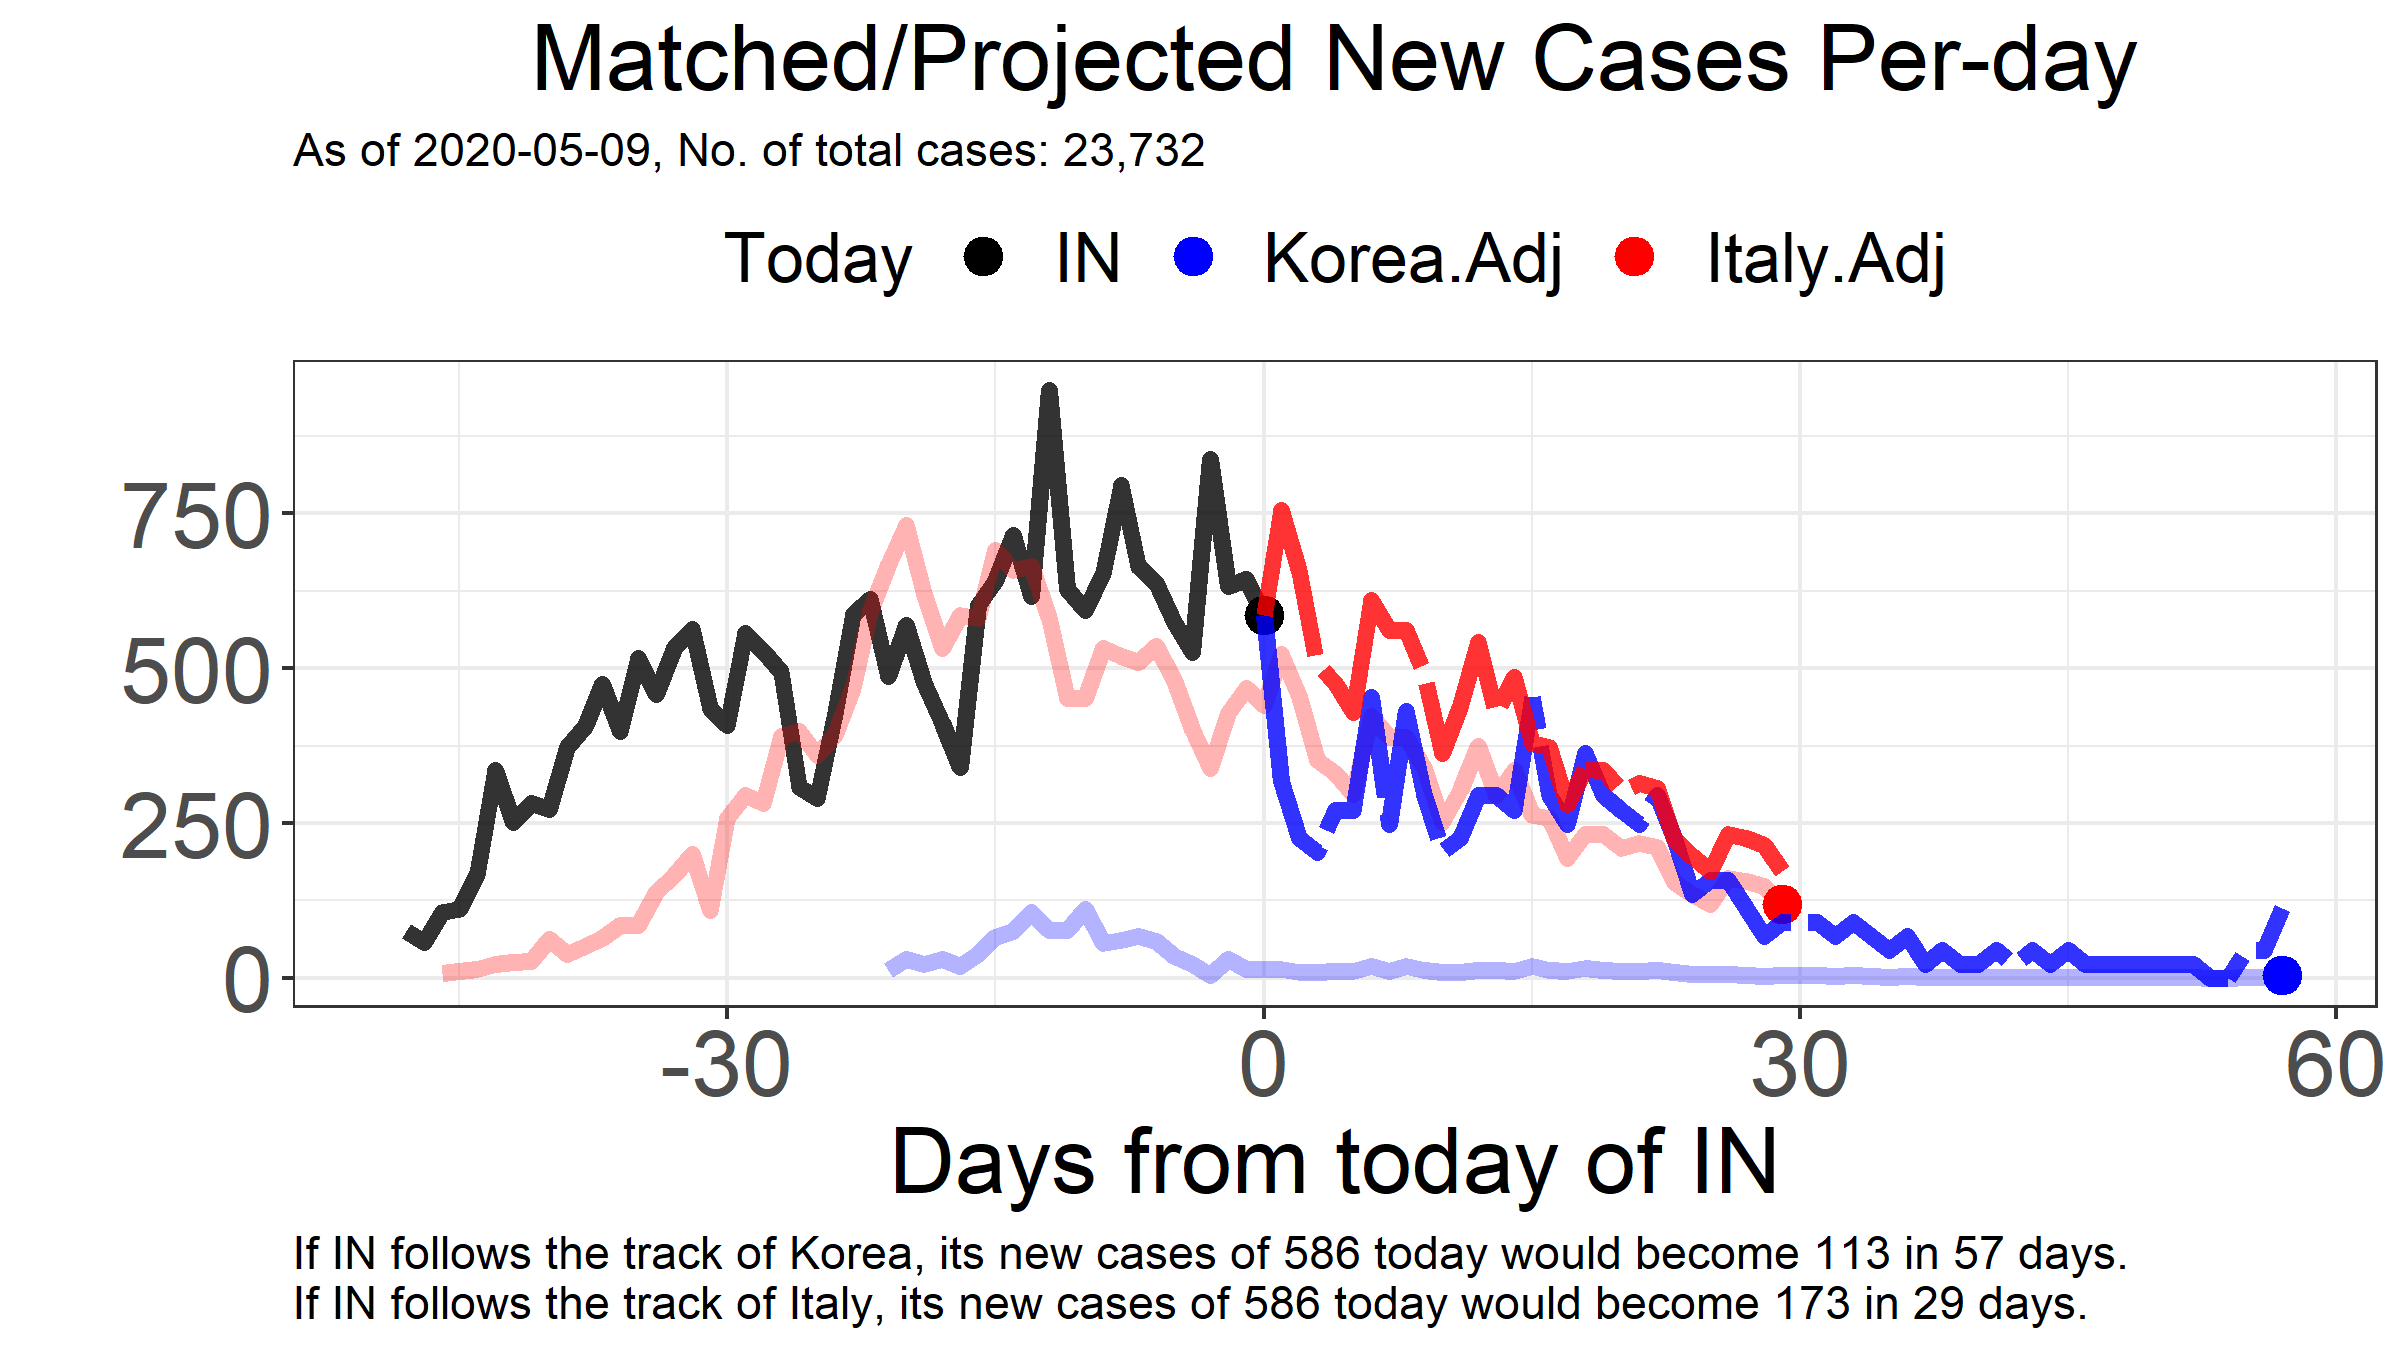 Matched/Projected New Cases Per-day
As of 2020-05-09, No. of total cases: 23,732
Today IN Korea.Adj Italy.Adj
750
500
250
0
-30 0 30 60
Days from today of IN
If IN follows the track of Korea, its new cases of 586 today would become 113 in 57 days.
If IN follows the track of Italy, its new cases of 586 today would become 173 in 29 days.